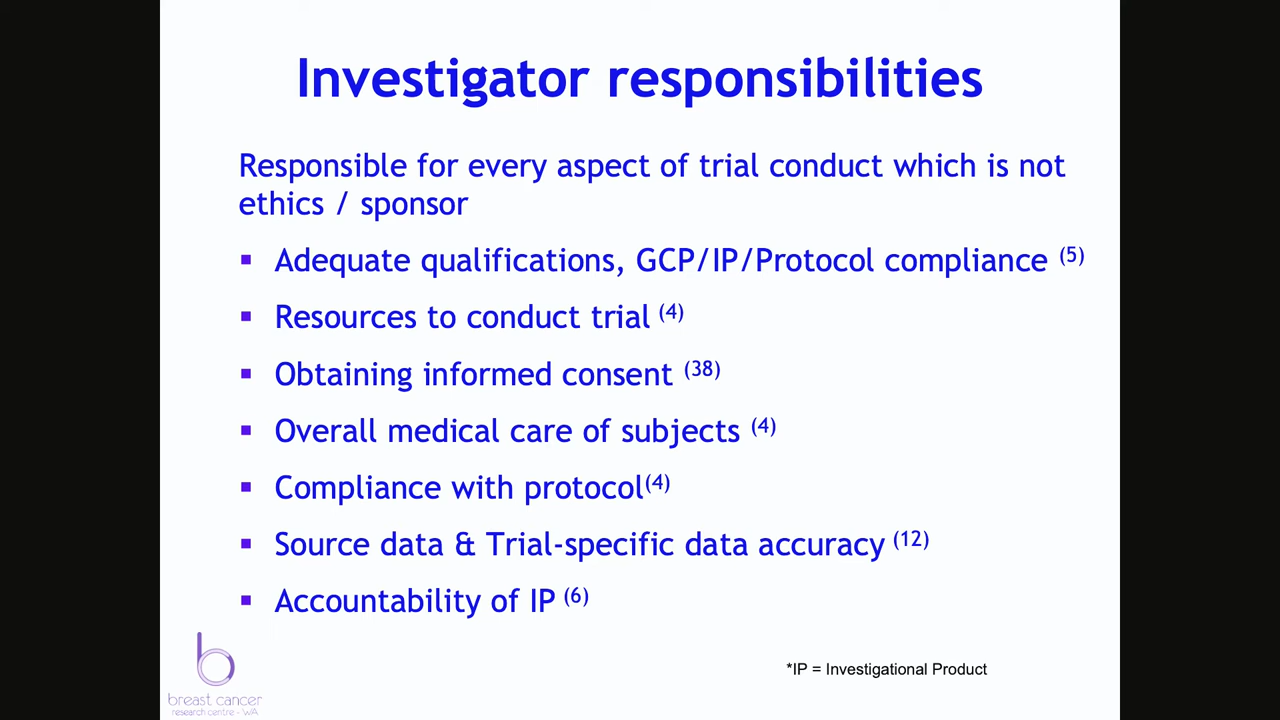 Investigator responsibilities
Responsible for every aspect of trial conduct which is not
ethics / sponsor
▪ Adequate qualifications, GCP/IP/Protocol compliance (5)
▪ Resources to conduct trial (4)
▪ Obtaining informed consent (38)
▪ Overall medical care of subjects (4)
▪ Compliance with protocol(4)
▪ Source data & Trial-specific data accuracy (12)
▪ Accountability of IP (6)
*IP = Investigational Product
breast cancer
research centre - WA